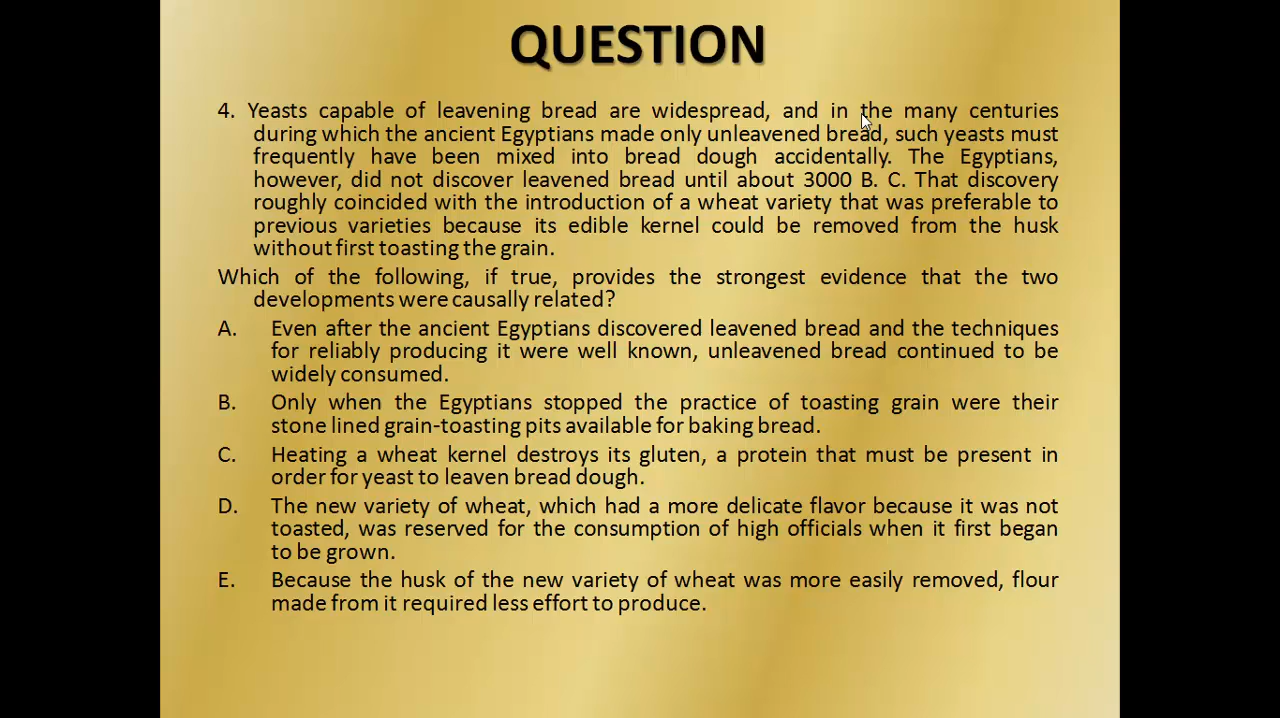 QUESTION
4. Yeasts capable of leavening bread are widespread, and in the many centuries
during which the ancient Egyptians made only unleavened bread, such yeasts must
frequently have been mixed into bread dough accidentally. The Egyptians,
however, did not discover leavened bread until about 3000 B. C. That discovery
roughly coincided with the introduction of a wheat variety that was preferable to
previous varieties because its edible kernel could be removed from the husk
without first toasting the grain.
Which of the following, if true, provides the strongest evidence that the two
developments were causally related?
A. Even after the ancient Egyptians discovered leavened bread and the techniques
for reliably producing it were well known, unleavened bread continued to be
widely consumed.
B. Only when the Egyptians stopped the practice of toasting grain were their
stone lined grain-toasting pits available for baking bread.
C. Heating a wheat kernel destroys its gluten, a protein that must be present in
order for yeast to leaven bread dough.
D. The new variety of wheat, which had a more delicate flavor because it was not
toasted, was reserved for the consumption of high officials when it first began
to be grown.
E. Because the husk of the new variety of wheat was more easily removed, flour
made from it required less effort to produce.